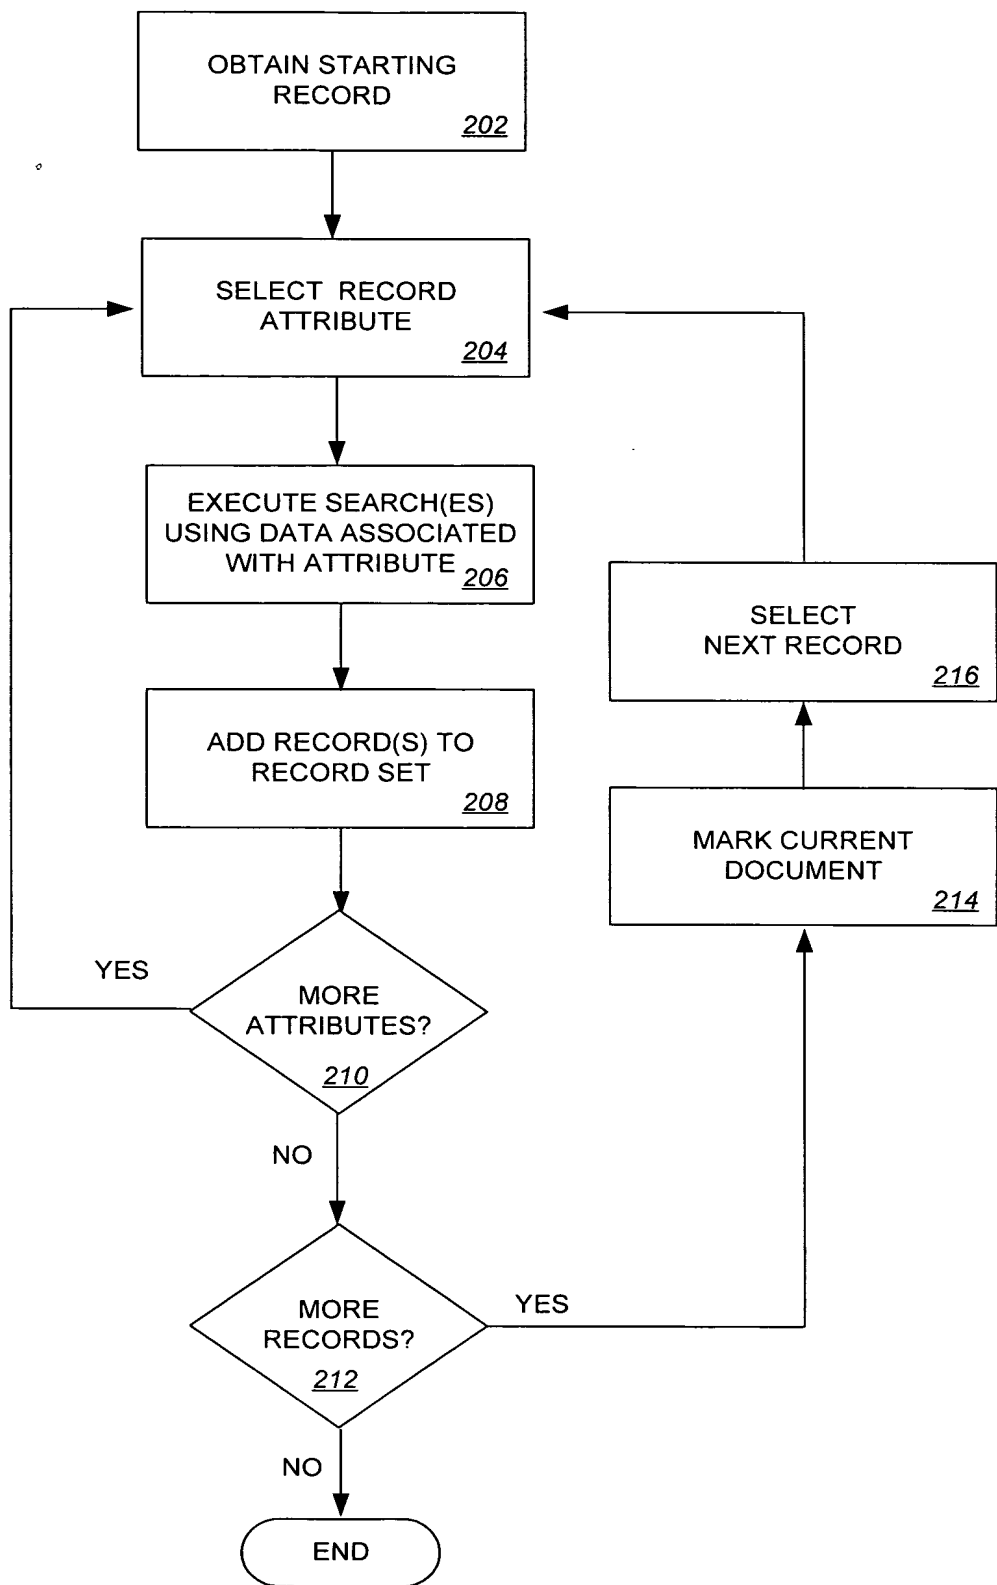 OBTAIN STARTING
RECORD
202
SELECT RECORD
ATTRIBUTE
204
EXECUTE SEARCH(ES)
USING DATA ASSOCIATED
WITH ATTRIBUTE
206
ADD RECORD(S) TO
RECORD SET
208
YES
MORE
ATTRIBUTES?
210
NO
MORE
RECORDS?
212
YES
MARK CURRENT
DOCUMENT
214
SELECT
NEXT RECORD
216
NO
END